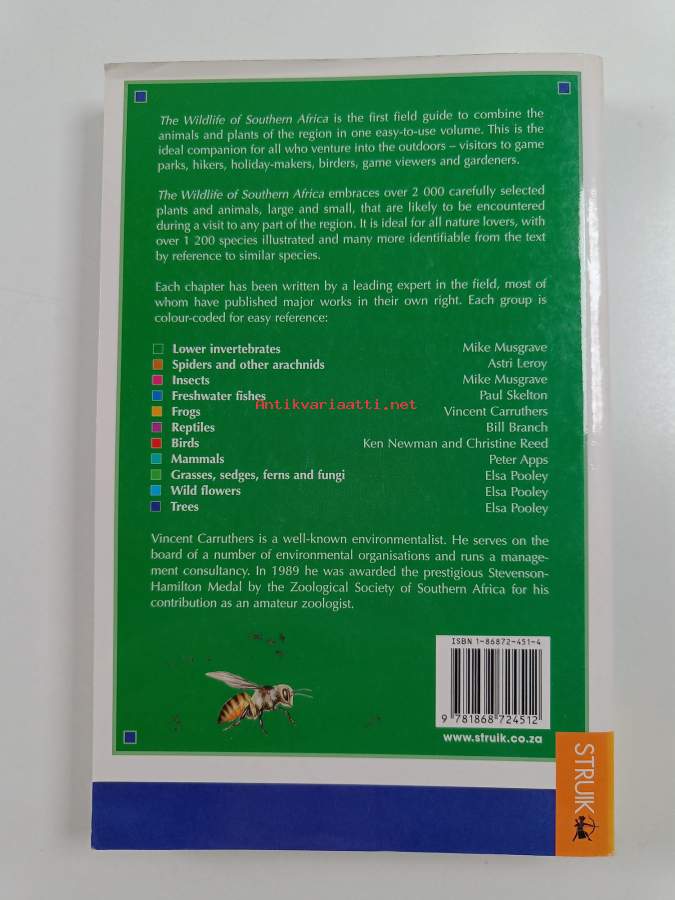 The Wildlife of Southern Africa is the first field guide to combine the
animals and plants of the region in one easy-to-use volume. This is the
ideal companion for all who venture into the outdoors – visitors to game
parks, hikers, holiday-makers, birders, game viewers and gardeners.
The Wildlife of Southern Africa embraces over 2 000 carefully selected
plants and animals, large and small, that are likely to be encountered
during a visit to any part of the region. It is ideal for all nature lovers, with
over 1 200 species illustrated and many more identifiable from the text
by reference to similar species.
Each chapter has been written by a leading expert in the field, most of
whom have published major works in their own right. Each group is
colour-coded for easy reference:
Lower invertebrates Mike Musgrave
Spiders and other arachnids Astri Leroy
Insects Mike Musgrave
Freshwater fishes Paul Skelton
Antikvariaatti.net
Frogs Vincent Carruthers
Reptiles Bill Branch
Birds Ken Newman and Christine Reed
Mammals Peter Apps
Grasses, sedges, ferns and fungi Elsa Pooley
Wild flowers Elsa Pooley
Trees Elsa Pooley
Vincent Carruthers is a well-known environmentalist. He serves on the
board of a number of environmental organisations and runs a manage-
ment consultancy. In 1989 he was awarded the prestigious Stevenson-
Hamilton Medal by the Zoological Society of Southern Africa for his
contribution as an amateur zoologist.
ISBN 1-86872-451-4
9 781868 724512
www.struik.co.za
STRUIK